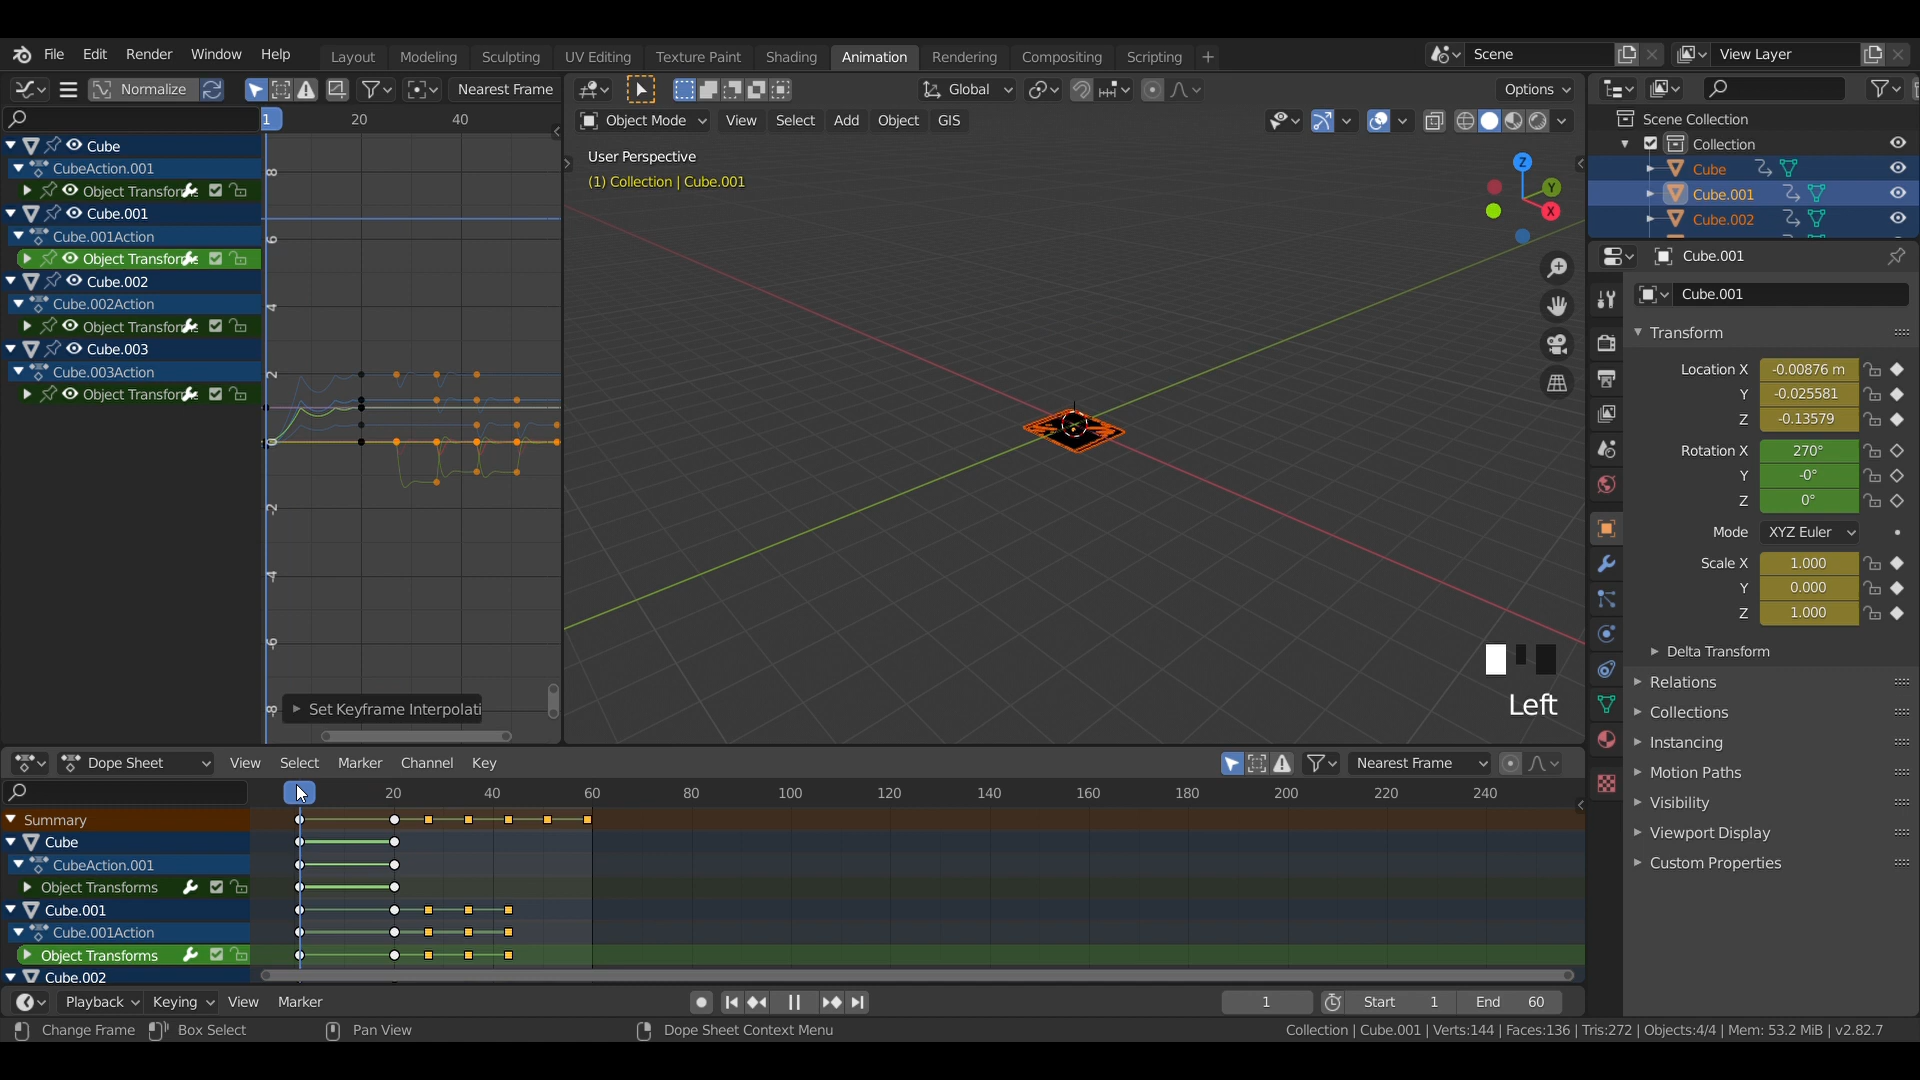 File Edit Render Window Help Layout Modeling Sculpting UV Editing Texture Paint Shading Animation Rendering Compositing Scripting + Scene View Layer
Normalize Nearest Frame Global Options
1 20 40 Object Mode View Select Add Object GIS
Scene Collection
Collection
Cube
Cube.001
Cube.002
Cube
CubeAction.001
Object Transforms
Cube.001
Cube.001Action
Object Transforms
Cube.002
Cube.002Action
Object Transforms
Cube.003
Cube.003Action
Object Transforms
8
6
4
2
0
-2
-4
-6
-8
Set Keyframe Interpolati
User Perspective
(1) Collection | Cube.001
Z
Y
X
Left
Cube.001
Cube.001
Transform
Location X -0.00876 m
Y -0.025581
Z -0.13579
Rotation X 270°
Y -0°
Z 0°
Mode XYZ Euler
Scale X 1.000
Y 0.000
Z 1.000
Delta Transform
Relations
Collections
Instancing
Motion Paths
Visibility
Viewport Display
Custom Properties
Dope Sheet View Select Marker Channel Key Nearest Frame
20 40 60 80 100 120 140 160 180 200 220 240
Summary
Cube
CubeAction.001
Object Transforms
Cube.001
Cube.001Action
Object Transforms
Cube.002
Playback Keying View Marker 1 Start 1 End 60
Change Frame Box Select Pan View Dope Sheet Context Menu Collection | Cube.001 | Verts:144 | Faces:136 | Tris:272 | Objects:4/4 | Mem: 53.2 MiB | v2.82.7